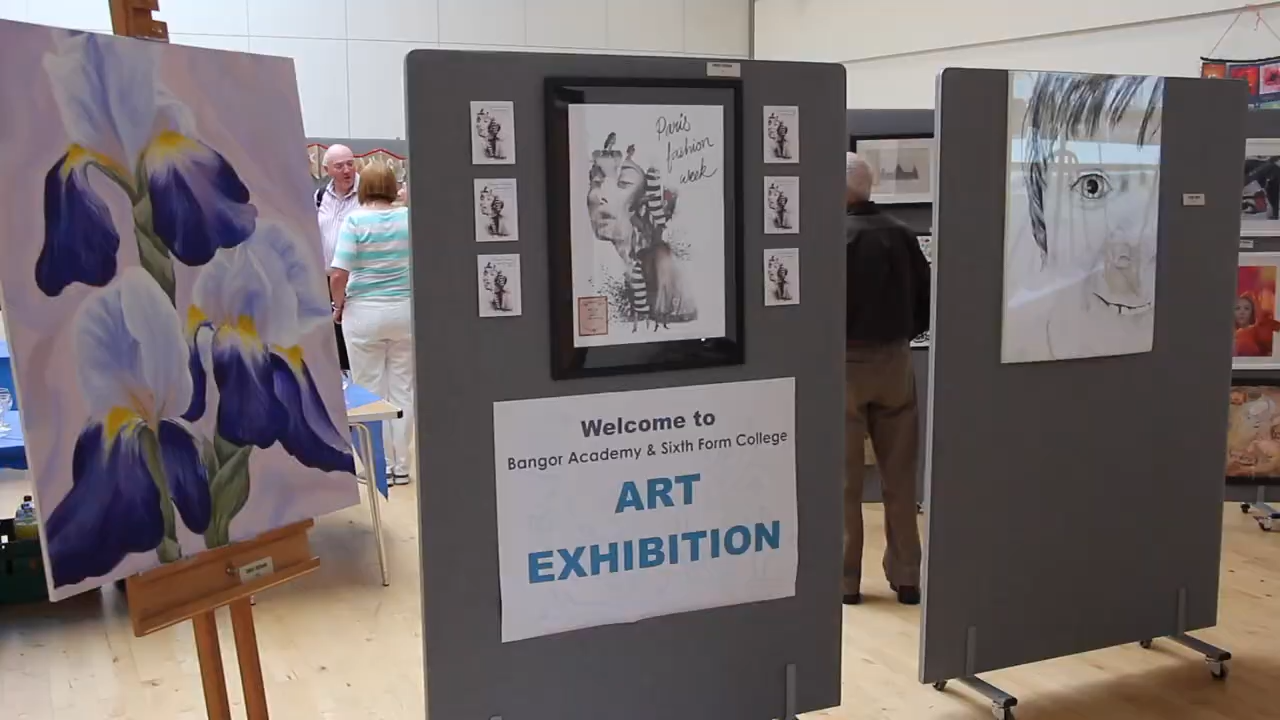 Paris
fashion
week
Welcome to
Bangor Academy & Sixth Form College
ART
EXHIBITION